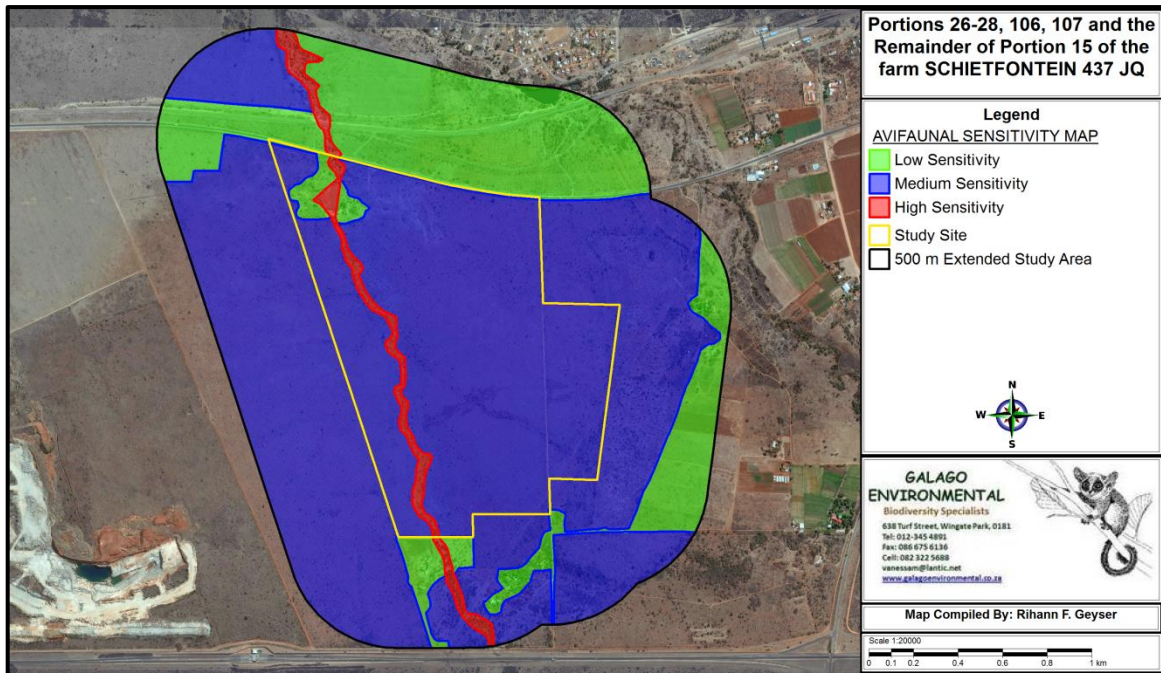 Portions 26-28, 106, 107 and the
Remainder of Portion 15 of the
farm SCHIETFONTEIN 437 JQ
Legend
AVIFAUNAL SENSITIVITY MAP
Low Sensitivity
Medium Sensitivity
High Sensitivity
Study Site
500 m Extended Study Area
N
W E
S
GALAGO
ENVIRONMENTAL
Biodiversity Specialists
638 Turf Street, Wingate Park, 0181
Tel: 012-345 4891
Fax: 086 675 6136
Cell: 082 322 5688
vanessam@lantic.net
www.galagoenvironmental.co.za
Map Compiled By: Rihann F. Geyser
Scale 1:20000
0 0.1 0.2 0.4 0.6 0.8 1 km